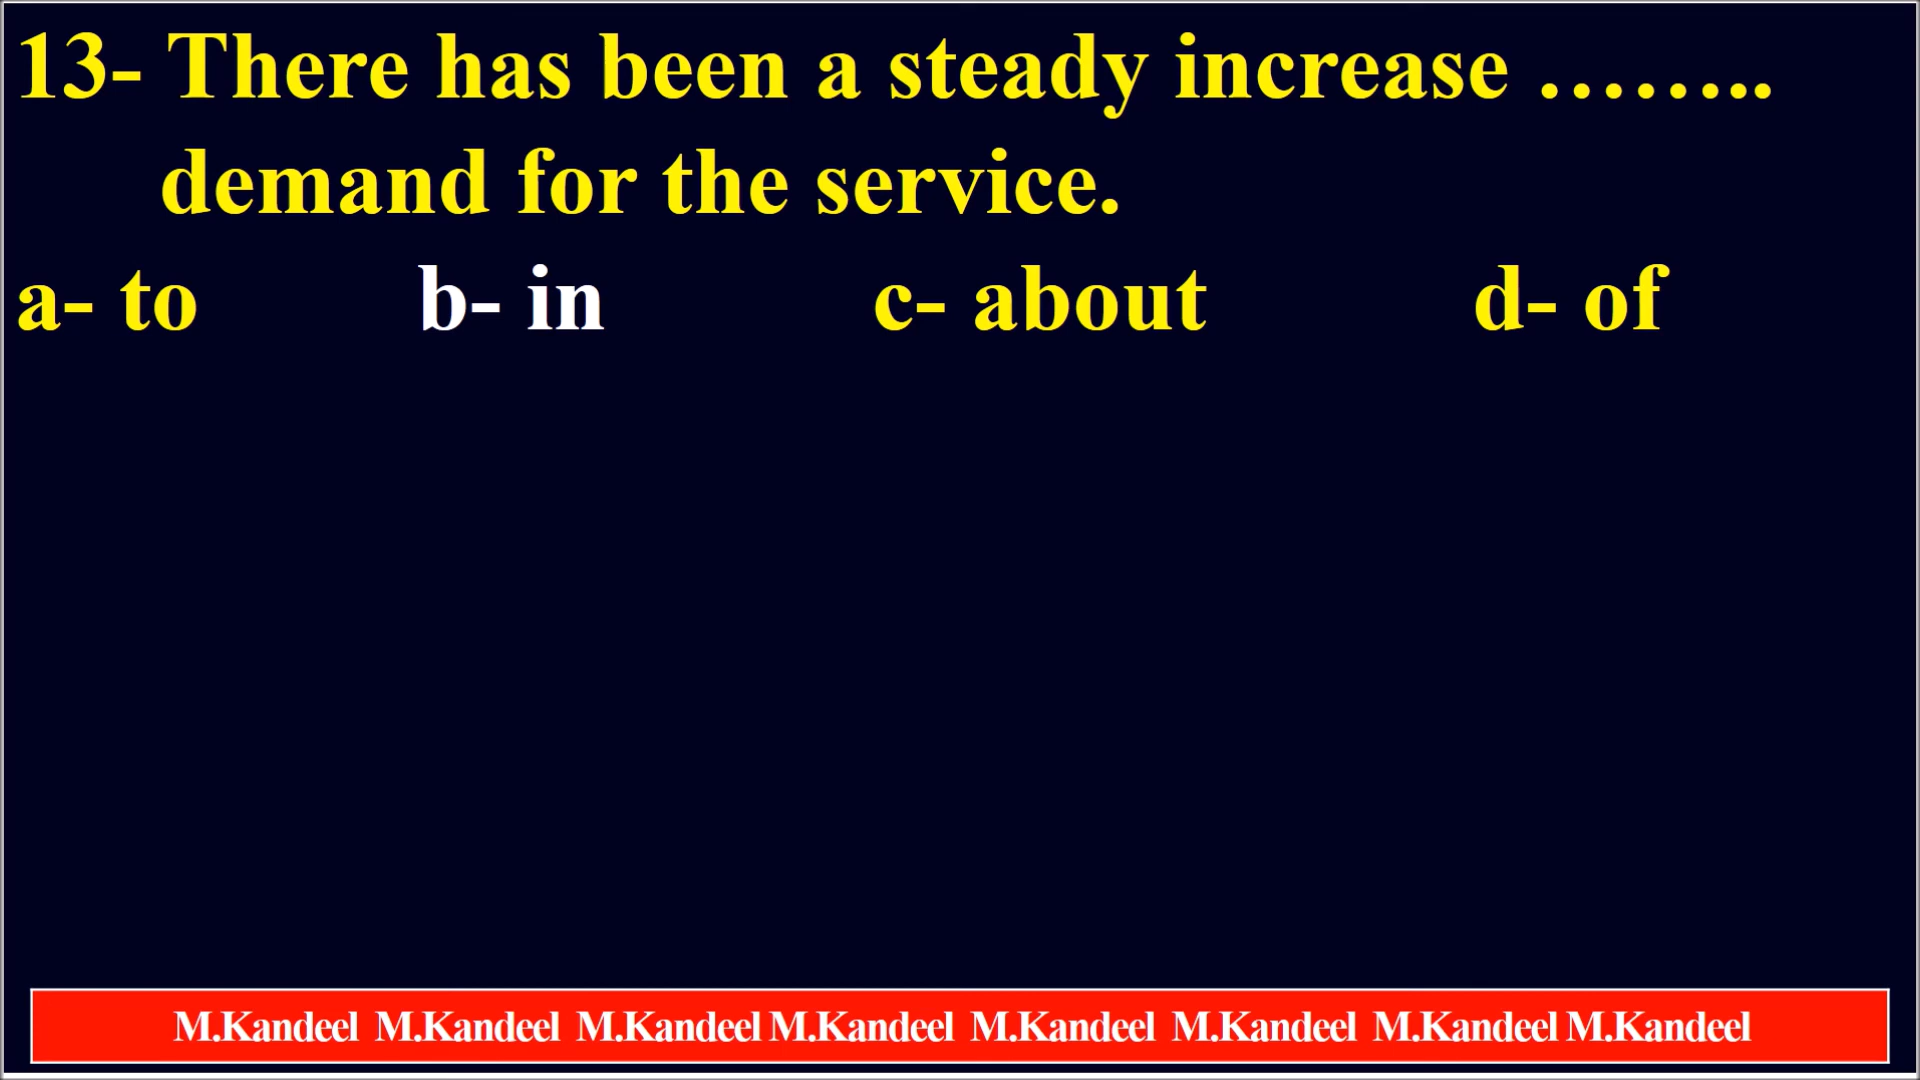 13- There has been a steady increase ……..
demand for the service.
a- to b- in c- about d- of
M.Kandeel M.Kandeel M.Kandeel M.Kandeel M.Kandeel M.Kandeel M.Kandeel M.Kandeel